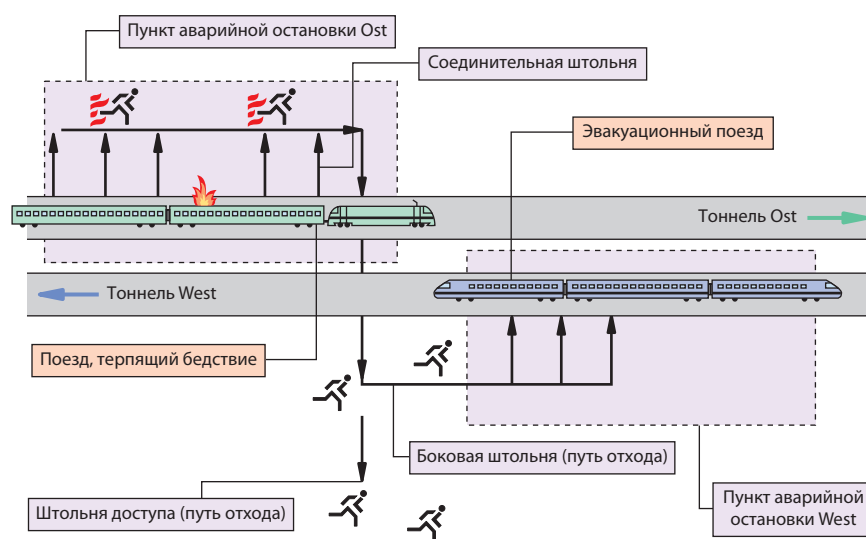 Пункт аварийной остановки Ost
Соединительная штольня
Эвакуационный поезд
Тоннель Ost
Тоннель West
Поезд, терпящий бедствие
Боковая штольня (путь отхода)
Штольня доступа (путь отхода)
Пункт аварийной
остановки West